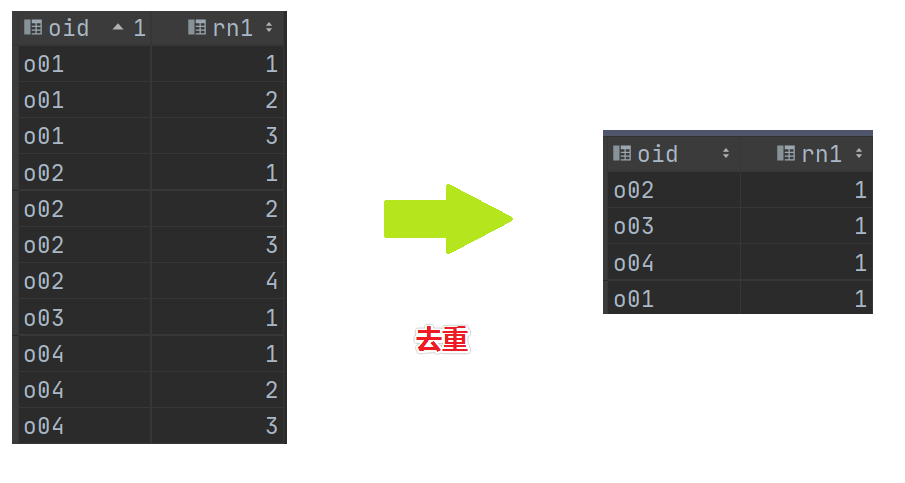 oid 1 rn1
o01 1
o01 2
o01 3
o02 1
o02 2
o02 3
o02 4
o03 1
o04 1
o04 2
o04 3
去重
oid rn1
o02 1
o03 1
o04 1
o01 1